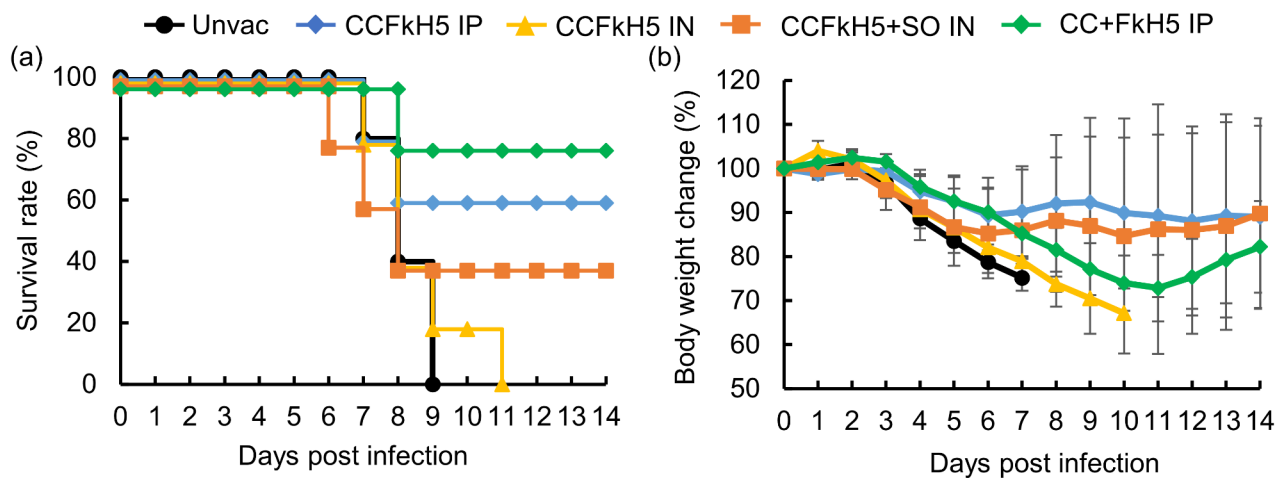 Unvac CCFkH5 IP CCFkH5 IN CCFkH5+SO IN CC+FkH5 IP
(a)
Survival rate (%)
100
80
60
40
20
0
0 1 2 3 4 5 6 7 8 9 10 11 12 13 14
Days post infection
(b)
Body weight change (%)
120
110
100
90
80
70
60
50
0 1 2 3 4 5 6 7 8 9 10 11 12 13 14
Days post infection